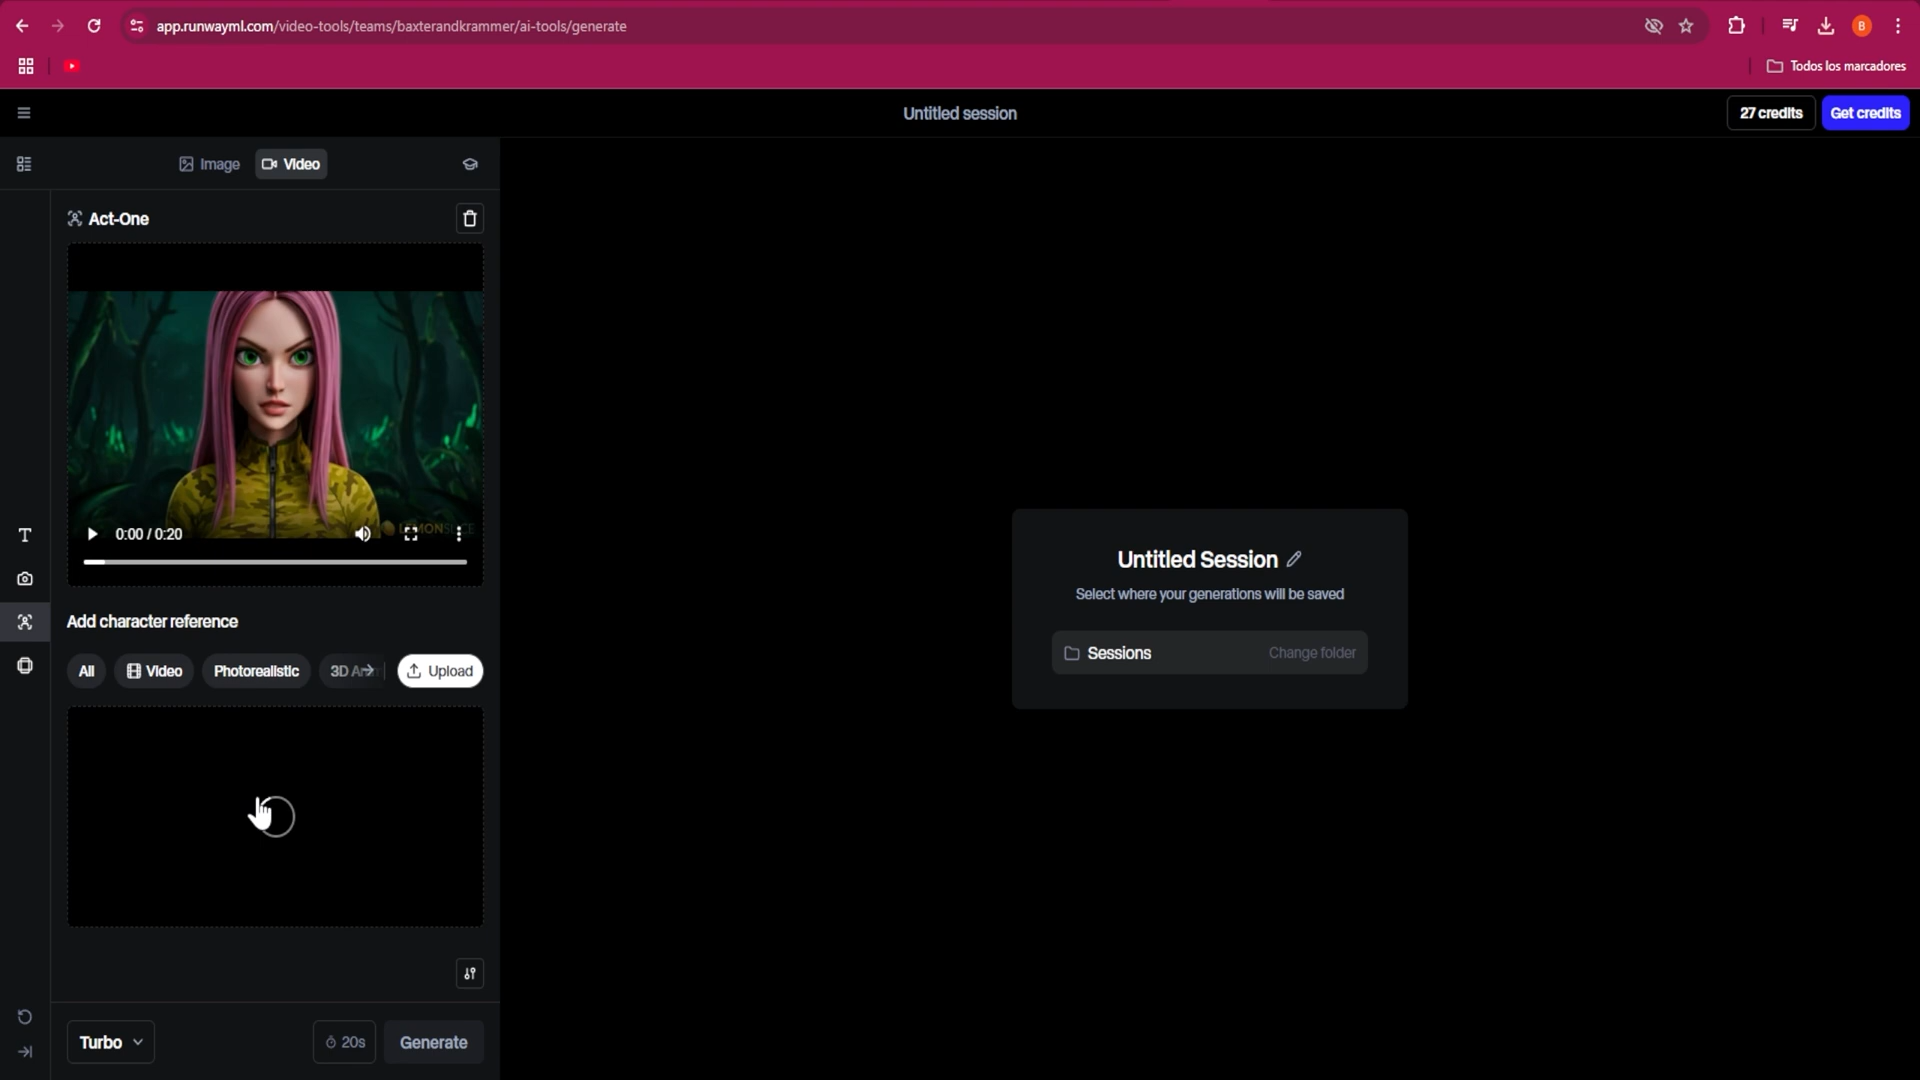 app.runwayml.com/video-tools/teams/baxterandkrammer/ai-tools/generate
B
Todos los marcadores
Untitled session
27 credits
Get credits
Image
Video
Act-One
0:00 / 0:20
Add character reference
All
Video
Photorealistic
3D
Upload
Untitled Session
Select where your generations will be saved
Sessions
Change folder
Turbo
20s
Generate